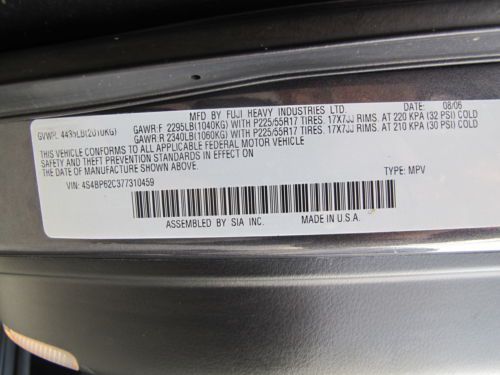 MFD BY FUJI HEAVY INDUSTRIES LTD. DATE: 08/06
GVWR: LB(2010KG) GAWR:F 2295LB(1040KG) WITH P225/55R17 TIRES, 17X7JJ RIMS. AT 220 KPA (32 PSI) COLD
GAWR:R 2340LB(1060KG) WITH P225/55R17 TIRES, 17X7JJ RIMS. AT 210 KPA (30 PSI) COLD
THIS VEHICLE CONFORMS TO ALL APPLICABLE FEDERAL MOTOR VEHICLE
SAFETY AND THEFT PREVENTION STANDARDS IN EFFECT ON
THE DATE OF MANUFACTURE SHOWN ABOVE.
VIN: 4S4BP62C377310459 TYPE: MPV
ASSEMBLED BY SIA INC. MADE IN U.S.A.